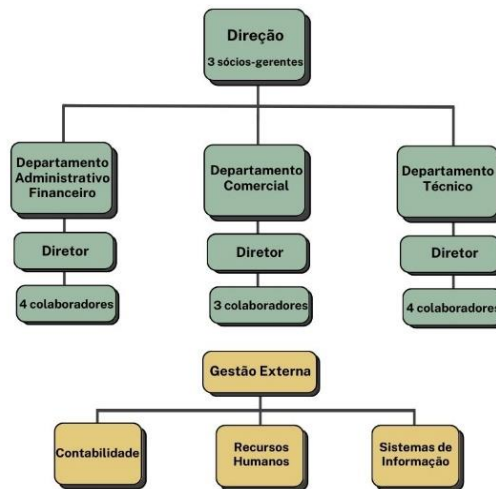 Direção
3 sócios-gerentes
Departamento
Administrativo
Financeiro
Departamento
Comercial
Departamento
Técnico
Diretor
Diretor
Diretor
4 colaboradores
3 colaboradores
4 colaboradores
Gestão Externa
Contabilidade
Recursos
Humanos
Sistemas de
Informação